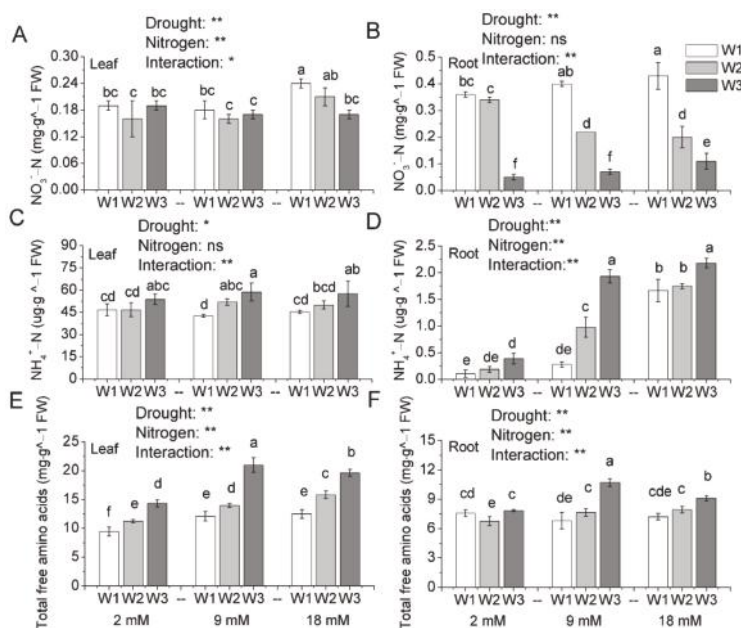 A
Drought: **
Nitrogen: **
Interaction: *
Leaf
NO3⁻–N (mg·g^–1 FW)
0.30
0.24
0.18
0.12
0.06
0.00
bc c bc
bc c c
a ab bc
W1 W2 W3 -- W1 W2 W3 -- W1 W2 W3
B
Drought: **
Nitrogen: ns
Interaction: **
Root
NO3⁻–N (mg·g^–1 FW)
0.5
0.4
0.3
0.2
0.1
0.0
bc c f
ab d f
a d e
W1 W2 W3 -- W1 W2 W3 -- W1 W2 W3
W1
W2
W3
C
Drought: *
Nitrogen: ns
Interaction: **
Leaf
NH4⁺–N (ug·g^–1 FW)
90
75
60
45
30
15
0
cd cd abc
d abc a
cd bcd ab
W1 W2 W3 -- W1 W2 W3 -- W1 W2 W3
D
Drought:**
Nitrogen:**
Interaction:**
Root
NH4⁺–N (ug·g^–1 FW)
2.5
2.0
1.5
1.0
0.5
0.0
e de d
de c a
b b a
W1 W2 W3 -- W1 W2 W3 -- W1 W2 W3
E
Drought: **
Nitrogen: **
Interaction: **
Leaf
Total free amino acids (mg·g^–1 FW)
25
20
15
10
5
0
f e d
e d a
e c b
W1 W2 W3 -- W1 W2 W3 -- W1 W2 W3
2 mM -- 9 mM -- 18 mM
F
Drought: **
Nitrogen: **
Interaction: **
Root
Total free amino acids (mg·g^–1 FW)
15
12
9
6
3
0
cd e c
de c a
cde c b
W1 W2 W3 -- W1 W2 W3 -- W1 W2 W3
2 mM -- 9 mM -- 18 mM